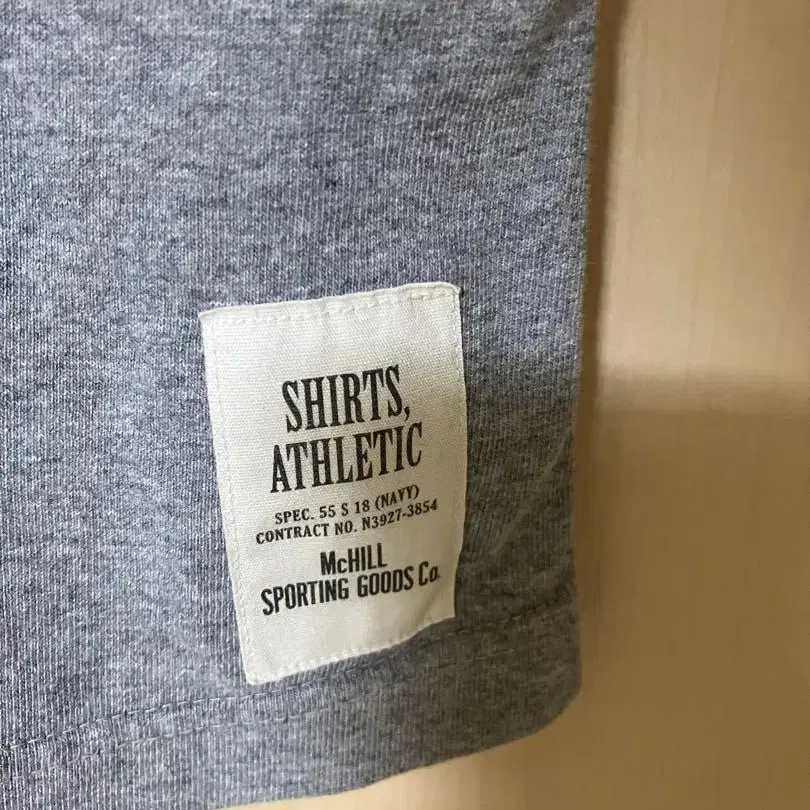 SHIRTS,
ATHLETIC
SPEC. 55 S 18 (NAVY)
CONTRACT NO. N3927-3854
McHILL
SPORTING GOODS Co.